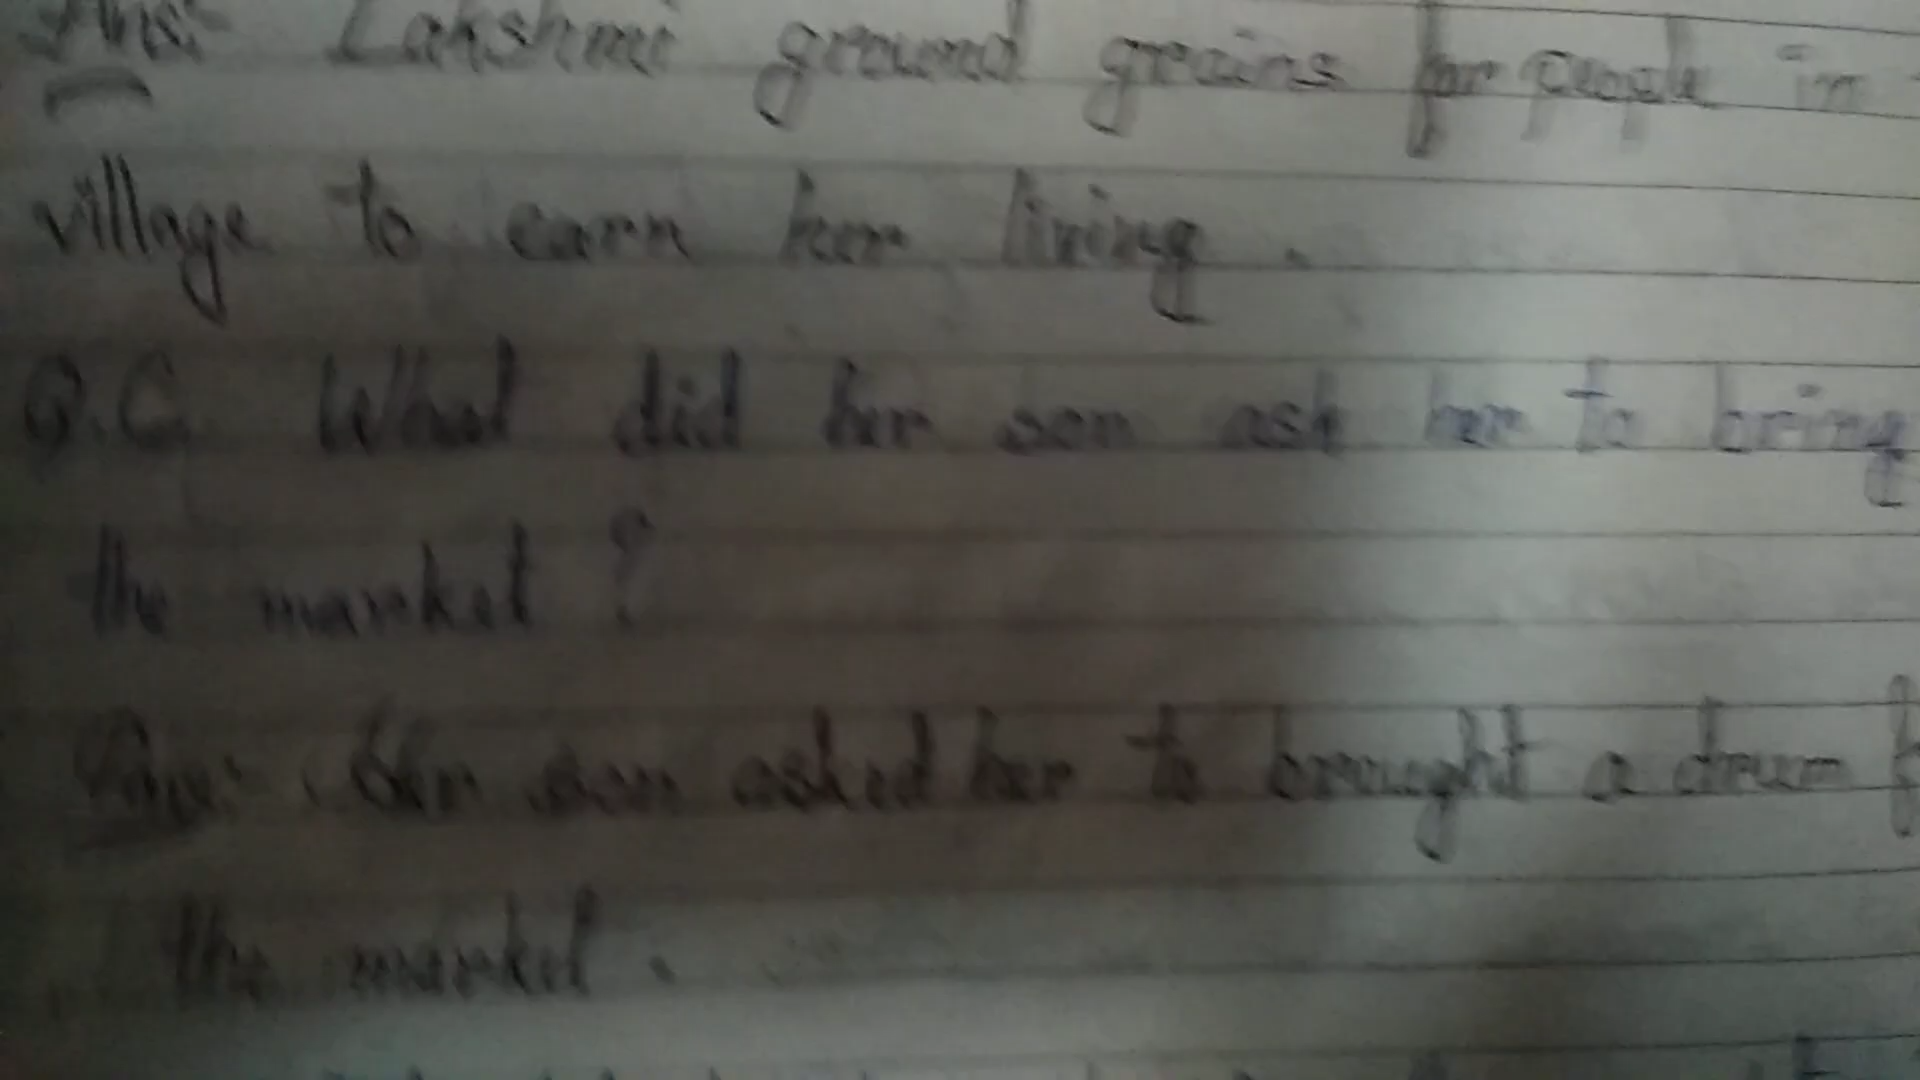 Ans: Lakshmi ground grains for people in
village to earn her living.
Q.C. What did her son ask her to bring
the market?
Ans: Her son asked her to brought a drum f
the market.